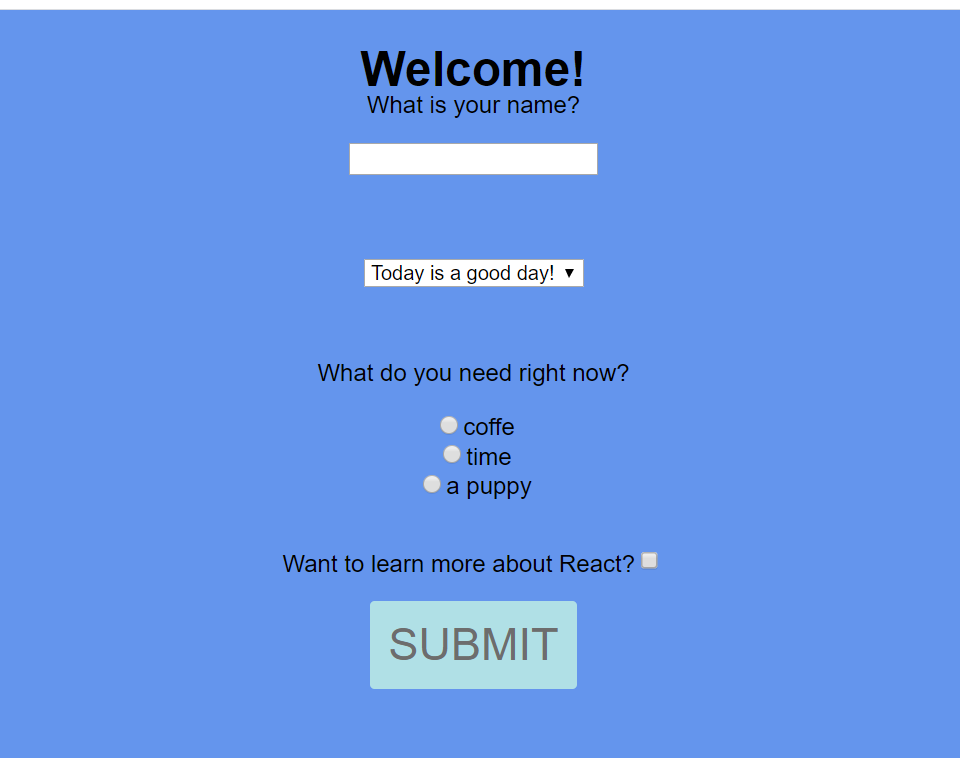 Welcome!
What is your name?
Today is a good day!
What do you need right now?
coffe
time
a puppy
Want to learn more about React?
SUBMIT